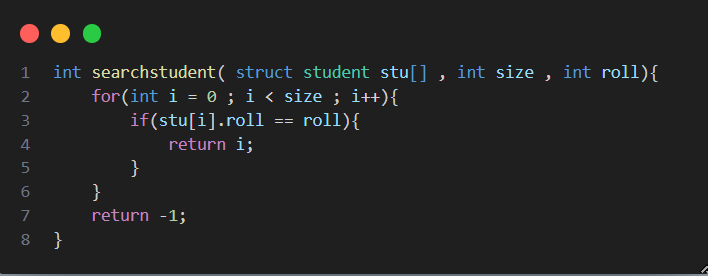 1 int searchstudent( struct student stu[] , int size , int roll){
2     for(int i = 0 ; i < size ; i++){
3         if(stu[i].roll == roll){
4             return i;
5         }
6     }
7     return -1;
8 }